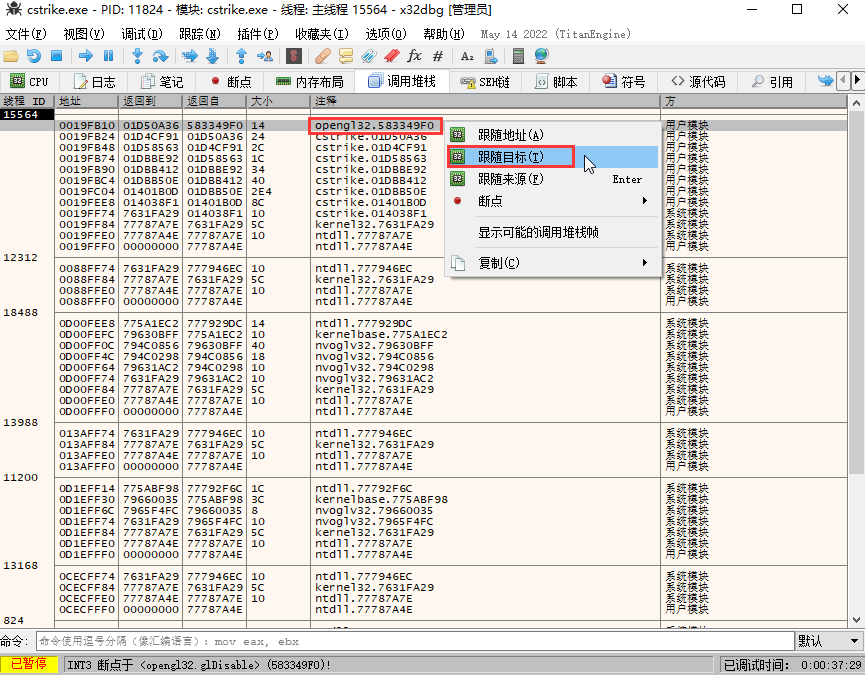 cstrike.exe - PID: 11824 - 模块: cstrike.exe - 线程: 主线程 15564 - x32dbg [管理员]
文件(F) 视图(V) 调试(D) 跟踪(N) 插件(P) 收藏夹(I) 选项(O) 帮助(H) May 14 2022 (TitanEngine)
CPU 日志 笔记 断点 内存布局 调用堆栈 SEH链 脚本 符号 源代码 引用
线程 ID 地址 返回到 返回自 大小 注释 方
15564
0019FB10 01D50A36 583349F0 14 opengl32.583349F0 用户模块
0019FB24 01D4CF91 01D50A36 24 cstrike.01D50A36 用户模块
0019FB48 01D58563 01D4CF91 2C cstrike.01D4CF91 用户模块
0019FB74 01DBBE92 01D58563 1C cstrike.01D58563 用户模块
0019FB90 01DBB412 01DBBE92 34 cstrike.01DBBE92 用户模块
0019FBC4 01DBB50E 01DBB412 40 cstrike.01DBB412 用户模块
0019FC04 01401B0D 01DBB50E 2E4 cstrike.01DBB50E 用户模块
0019FEE8 014038F1 01401B0D 8C cstrike.01401B0D 用户模块
0019FF74 7631FA29 014038F1 10 cstrike.014038F1 系统模块
0019FF84 77787A7E 7631FA29 5C kernel32.7631FA29 系统模块
0019FFE0 77787A4E 77787A7E 10 ntdll.77787A7E 系统模块
0019FFF0 00000000 77787A4E ntdll.77787A4E 用户模块
跟随地址(A)
跟随目标(T)
跟随来源(F) Enter
断点
显示可能的调用堆栈帧
复制(C)
12312
0088FF74 7631FA29 777946EC 10 ntdll.777946EC 系统模块
0088FF84 77787A7E 7631FA29 5C kernel32.7631FA29 系统模块
0088FFE0 77787A4E 77787A7E 10 ntdll.77787A7E 系统模块
0088FFF0 00000000 77787A4E ntdll.77787A4E 用户模块
18488
0D00FEE8 775A1EC2 777929DC 14 ntdll.777929DC 系统模块
0D00FEFC 79630BFF 775A1EC2 10 kernelbase.775A1EC2 系统模块
0D00FF0C 794C0856 79630BFF 40 nvoglv32.79630BFF 系统模块
0D00FF4C 794C0298 794C0856 18 nvoglv32.794C0856 系统模块
0D00FF64 79631AC2 794C0298 10 nvoglv32.794C0298 系统模块
0D00FF74 7631FA29 79631AC2 10 nvoglv32.79631AC2 系统模块
0D00FF84 77787A7E 7631FA29 5C kernel32.7631FA29 系统模块
0D00FFE0 77787A4E 77787A7E 10 ntdll.77787A7E 系统模块
0D00FFF0 00000000 77787A4E ntdll.77787A4E 用户模块
13988
013AFF74 7631FA29 777946EC 10 ntdll.777946EC 系统模块
013AFF84 77787A7E 7631FA29 5C kernel32.7631FA29 系统模块
013AFFE0 77787A4E 77787A7E 10 ntdll.77787A7E 系统模块
013AFFF0 00000000 77787A4E ntdll.77787A4E 用户模块
11200
0D1EFF14 775ABF98 77792F6C 1C ntdll.77792F6C 系统模块
0D1EFF30 79660035 775ABF98 3C kernelbase.775ABF98 系统模块
0D1EFF6C 7965F4FC 79660035 8 nvoglv32.79660035 系统模块
0D1EFF74 7631FA29 7965F4FC 10 nvoglv32.7965F4FC 系统模块
0D1EFF84 77787A7E 7631FA29 5C kernel32.7631FA29 系统模块
0D1EFFE0 77787A4E 77787A7E 10 ntdll.77787A7E 系统模块
0D1EFFF0 00000000 77787A4E ntdll.77787A4E 用户模块
13168
0CECFF74 7631FA29 777946EC 10 ntdll.777946EC 系统模块
0CECFF84 77787A7E 7631FA29 5C kernel32.7631FA29 系统模块
0CECFFE0 77787A4E 77787A7E 10 ntdll.77787A7E 系统模块
0CECFFF0 00000000 77787A4E ntdll.77787A4E 用户模块
824
命令: 命令使用逗号分隔（像汇编语言）: mov eax, ebx 默认
已暂停 INT3 断点于 <opengl32.glDisable> (583349F0)! 已调试时间: 0:00:37:29